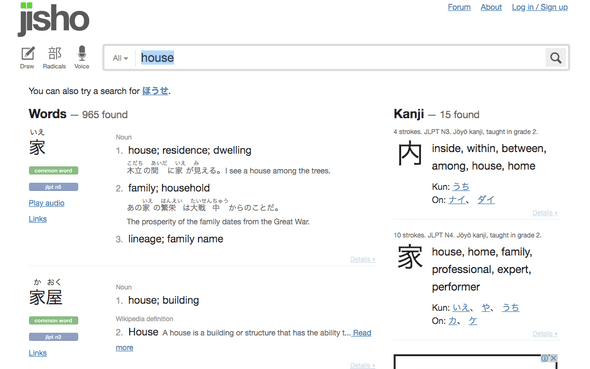 jisho
Forum About Log in / Sign up
Draw
部
Radicals
Voice
All
house
You can also try a search for ほうせ.
Words — 965 found
いえ
家
common word
jlpt n5
Play audio
Links
Noun
1. house; residence; dwelling
こだち あいだ いえ み
木立の間に家が見える。I see a house among the trees.
2. family; household
いえ はんえい たいせんちゅう
あの家の繁栄は大戦中からのことだ。
The prosperity of the family dates from the Great War.
3. lineage; family name
Details ▸
か おく
家屋
common word
jlpt n2
Links
Noun
1. house; building
Wikipedia definition
2. House A house is a building or structure that has the ability t... Read
more
Details ▸
Kanji — 15 found
4 strokes. JLPT N3. Jōyō kanji, taught in grade 2.
内
inside, within, between,
among, house, home
Kun: うち
On: ナイ、 ダイ
Details ▸
10 strokes. JLPT N4. Jōyō kanji, taught in grade 2.
家
house, home, family,
professional, expert,
performer
Kun: いえ、 や、 うち
On: カ、 ケ
Details ▸